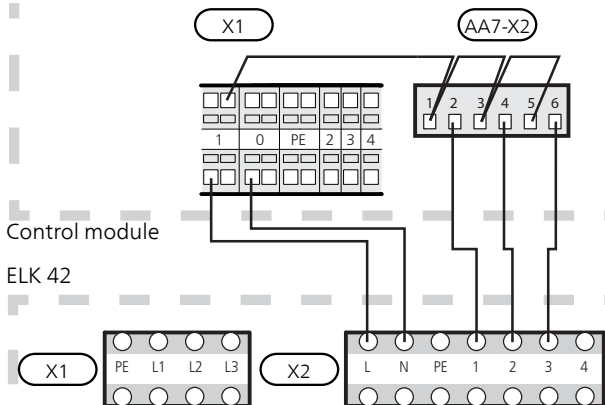 X1 AA7-X2
1 2 3 4 5 6
1 0 PE 2 3 4
Control module
ELK 42
X1 PE L1 L2 L3 X2 L N PE 1 2 3 4